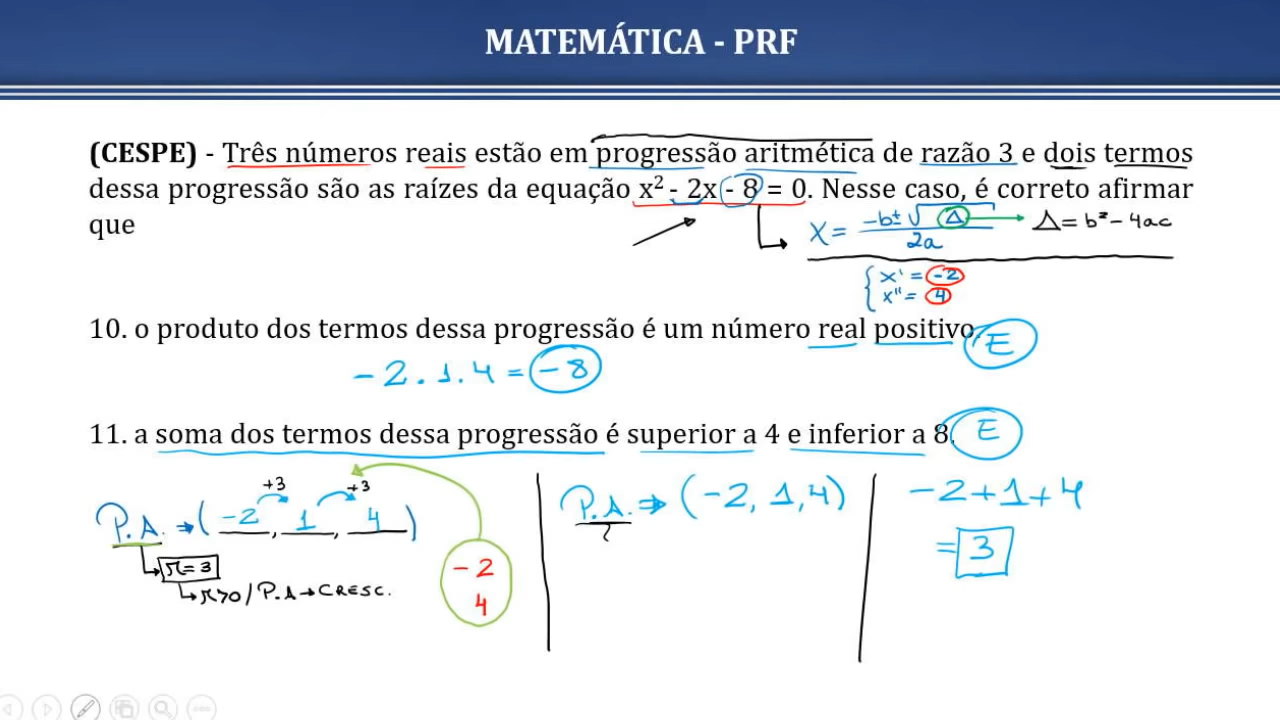 MATEMÁTICA - PRF
(CESPE) - Três números reais estão em progressão aritmética de razão 3 e dois termos
dessa progressão são as raízes da equação x² - 2x - 8 = 0. Nesse caso, é correto afirmar
que
X = -b ± √Δ / 2a → Δ = b² - 4ac
x' = -2
x'' = 4
10. o produto dos termos dessa progressão é um número real positivo. E
-2 . 1 . 4 = -8
11. a soma dos termos dessa progressão é superior a 4 e inferior a 8. E
+3 +3
P.A. → ( -2 , 1 , 4 )
r = 3
r>0 / P.A → CRESC.
-2
4
P.A. → (-2, 1, 4)
-2 + 1 + 4
= 3